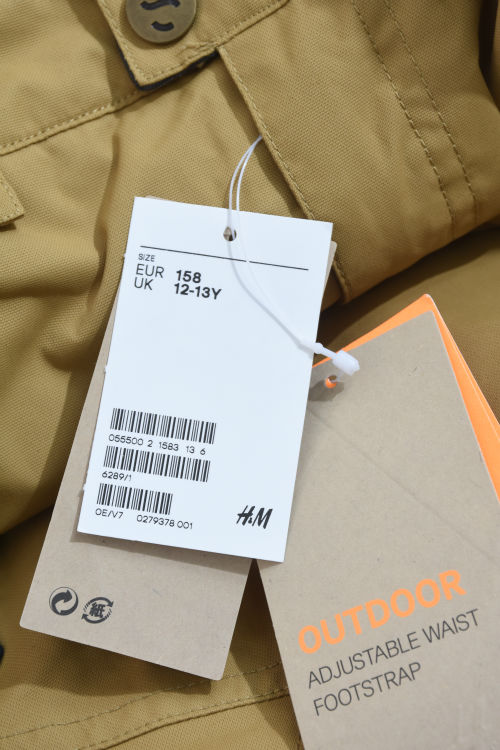 SIZE
EUR 158
UK 12-13Y
055500 2 1583 13 6
6289/1
OE/V7 0279378 001
H&M
紙
OUTDOOR
ADJUSTABLE WAIST
FOOTSTRAP